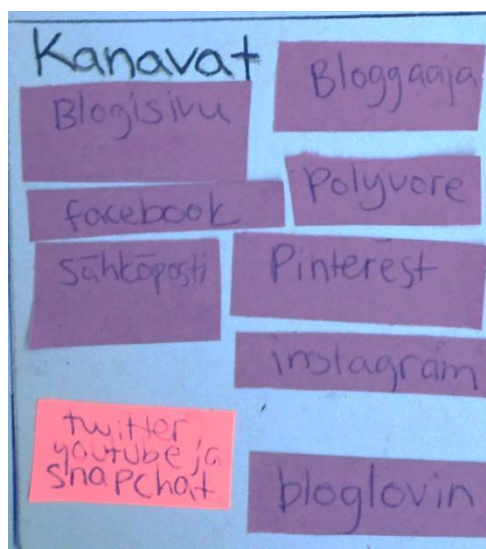 Kanavat
Bloggaaja
Blogisivu
Polyvore
facebook
Sähköposti
Pinterest
instagram
twitter
youtube ja
snapchat
bloglovin